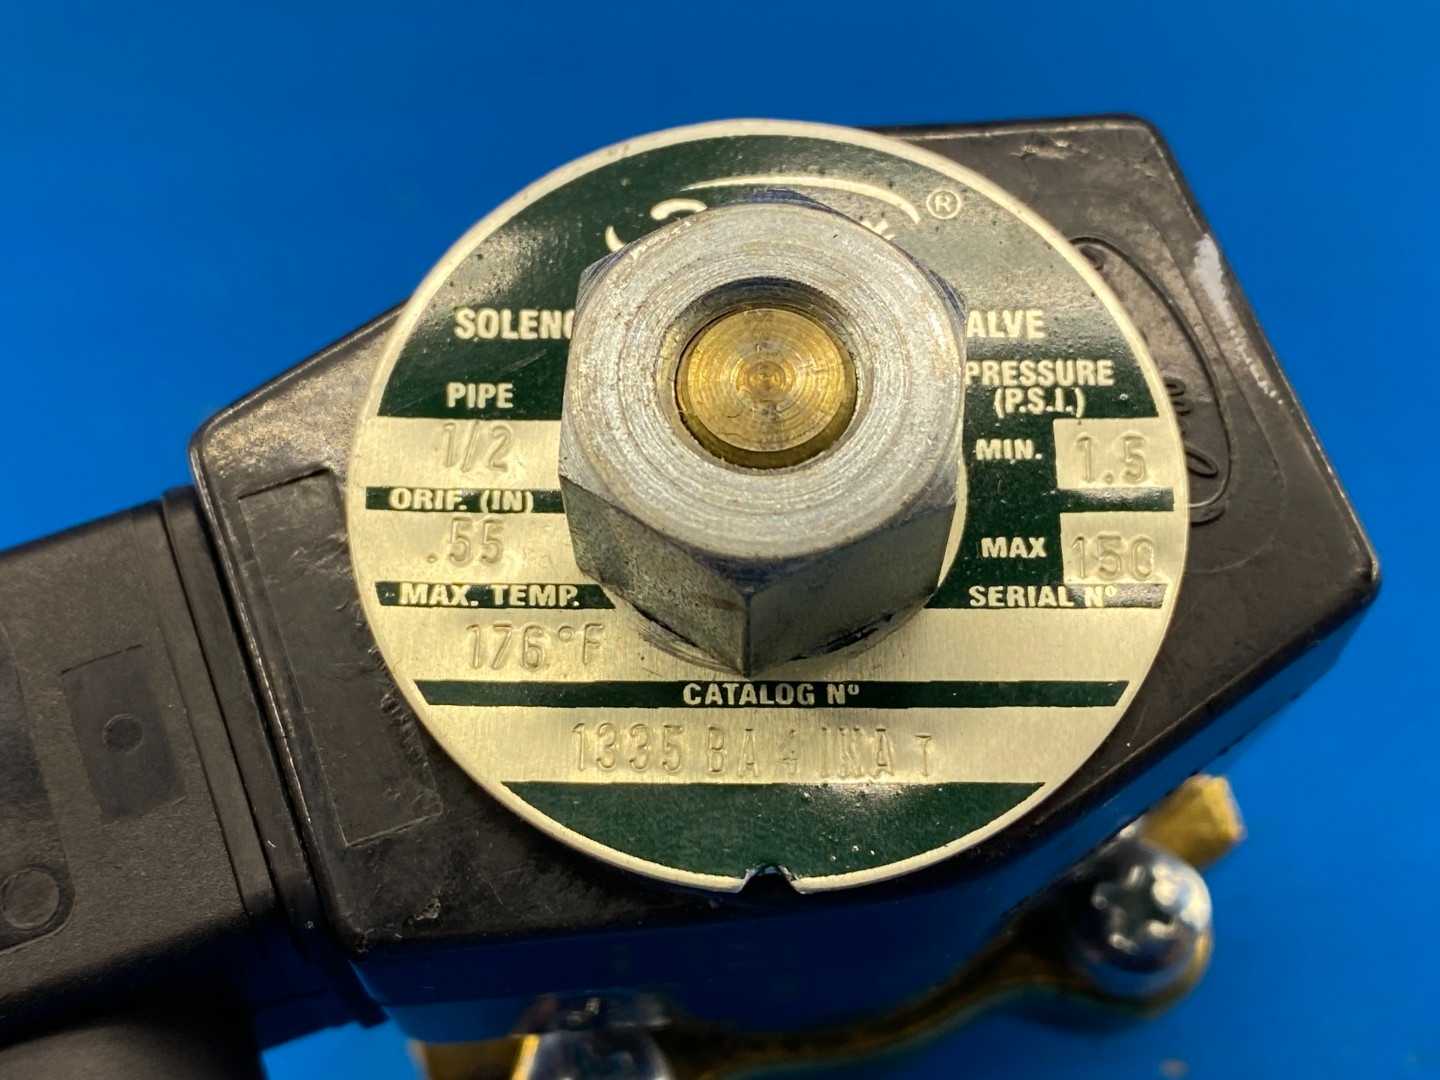 ®
SOLENO ALVE
PIPE
1/2
ORIF. (IN)
.55
MAX. TEMP.
176°F
PRESSURE
(P.S.I.)
MIN. 1.5
MAX 150
SERIAL Nº
CATALOG Nº
1335 BA 4 INA T